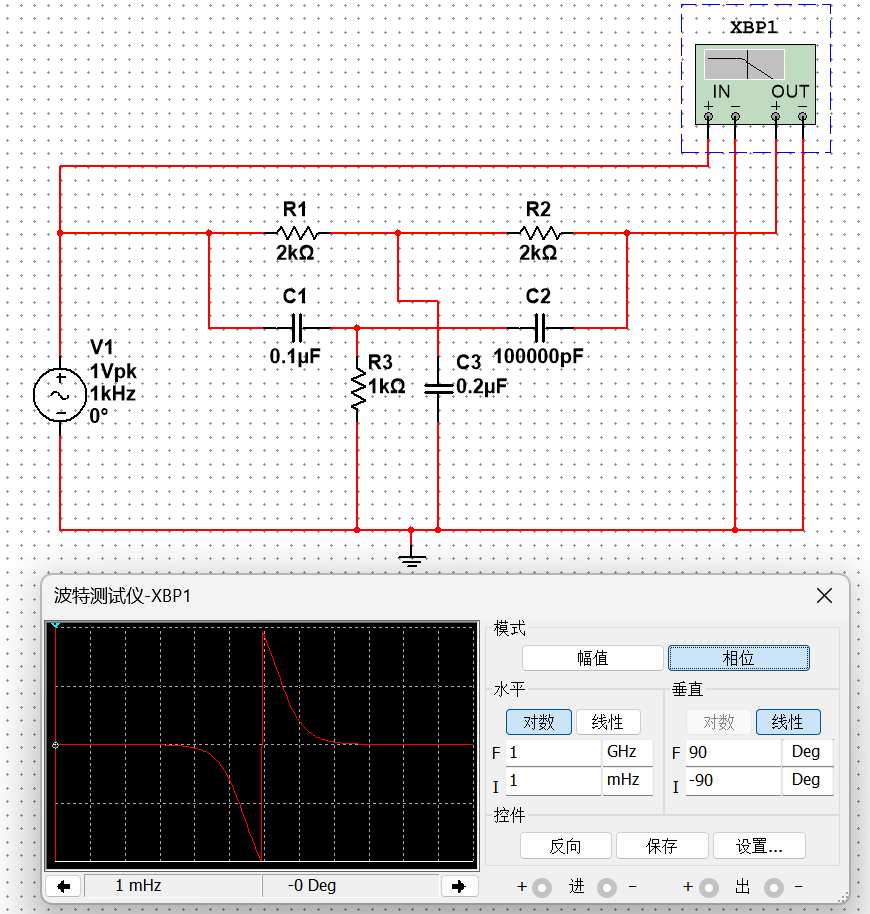 XBP1
IN OUT
+ − + −
R1
2kΩ
R2
2kΩ
C1
0.1µF
C2
100000pF
V1
1Vpk
1kHz
0°
R3
1kΩ
C3
0.2µF
波特测试仪-XBP1
模式
幅值 相位
水平 垂直
对数 线性 对数 线性
F 1 GHz F 90 Deg
I 1 mHz I -90 Deg
控件
反向 保存 设置...
1 mHz -0 Deg
+ 进 − + 出 −